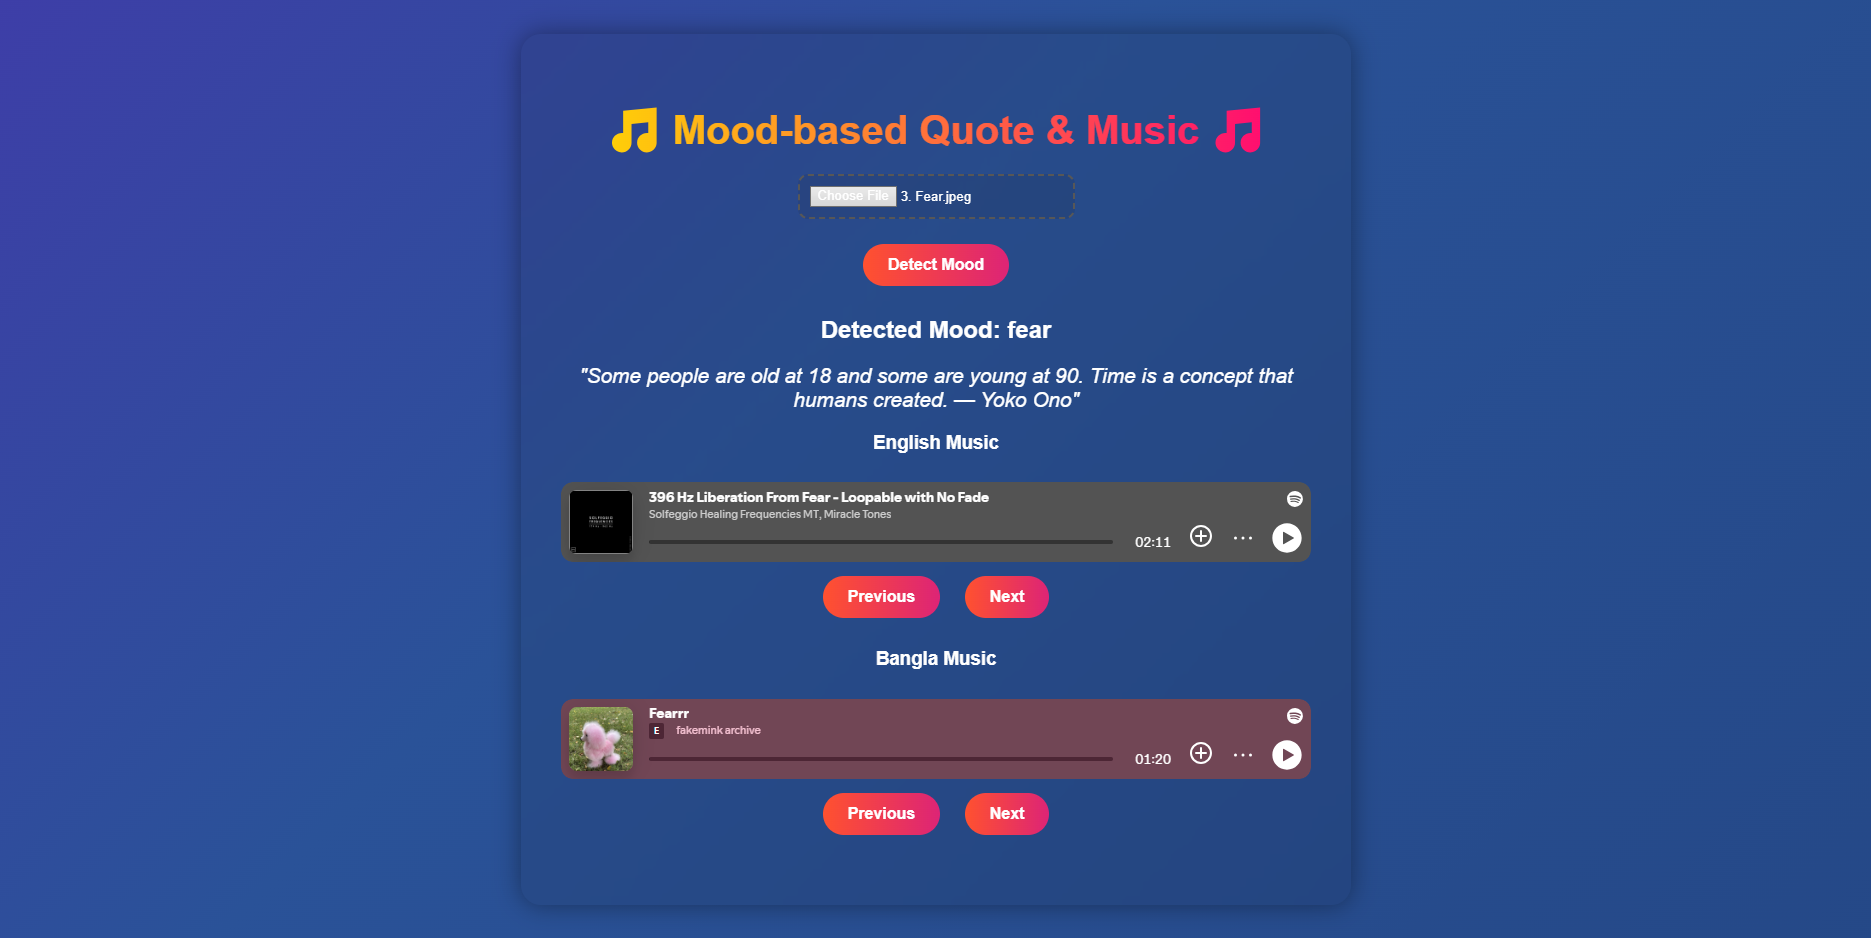 Mood-based Quote & Music
Choose File 3. Fear.jpeg
Detect Mood
Detected Mood: fear
"Some people are old at 18 and some are young at 90. Time is a concept that
humans created. — Yoko Ono"
English Music
SOLFEGGIO
FREQUENCIES
396 Hz Liberation From Fear - Loopable with No Fade
Solfeggio Healing Frequencies MT, Miracle Tones
02:11
Previous Next
Bangla Music
Fearrr
E fakemink archive
01:20
Previous Next